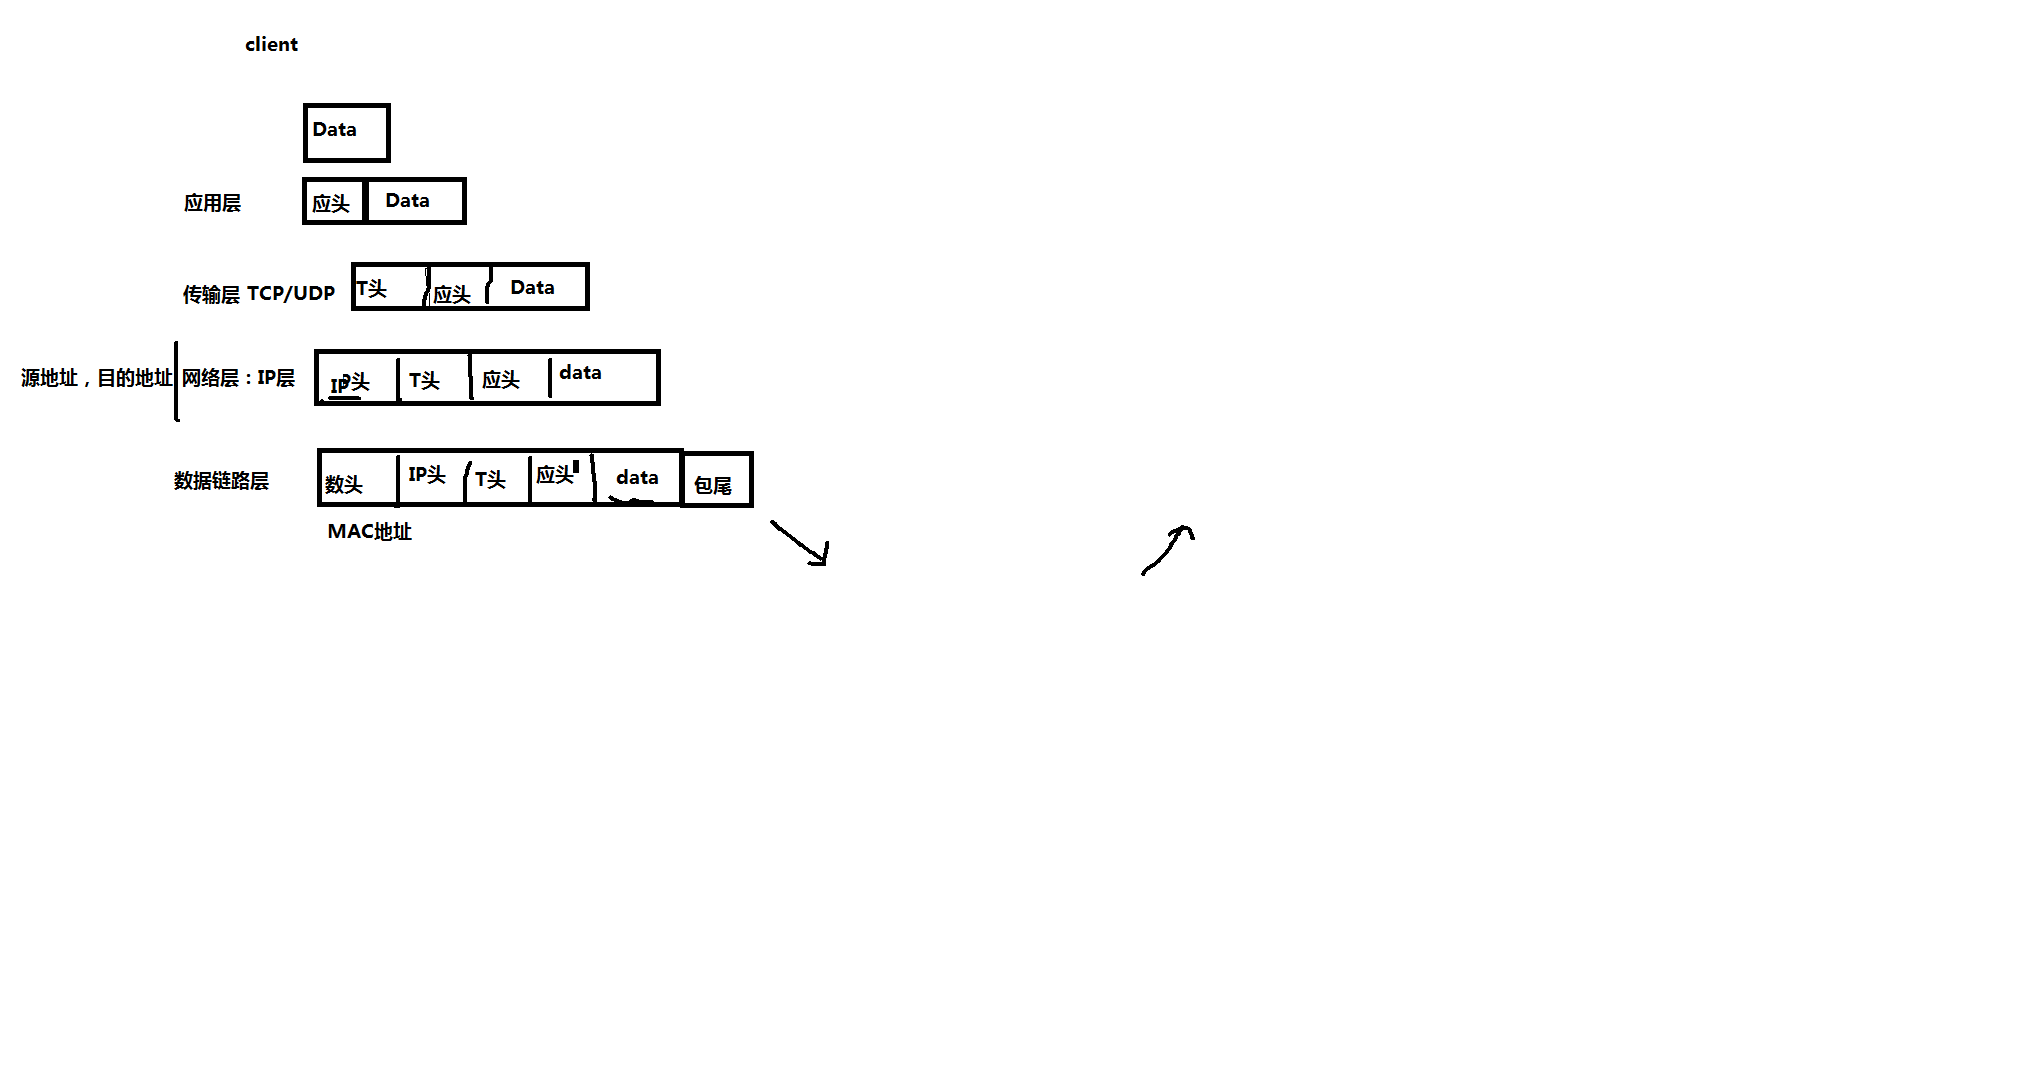 client
Data
应用层 应头 Data
传输层 TCP/UDP T头 应头 Data
源地址，目的地址 网络层：IP层 IP头 T头 应头 data
数据链路层 数头 IP头 T头 应头 data 包尾
MAC地址